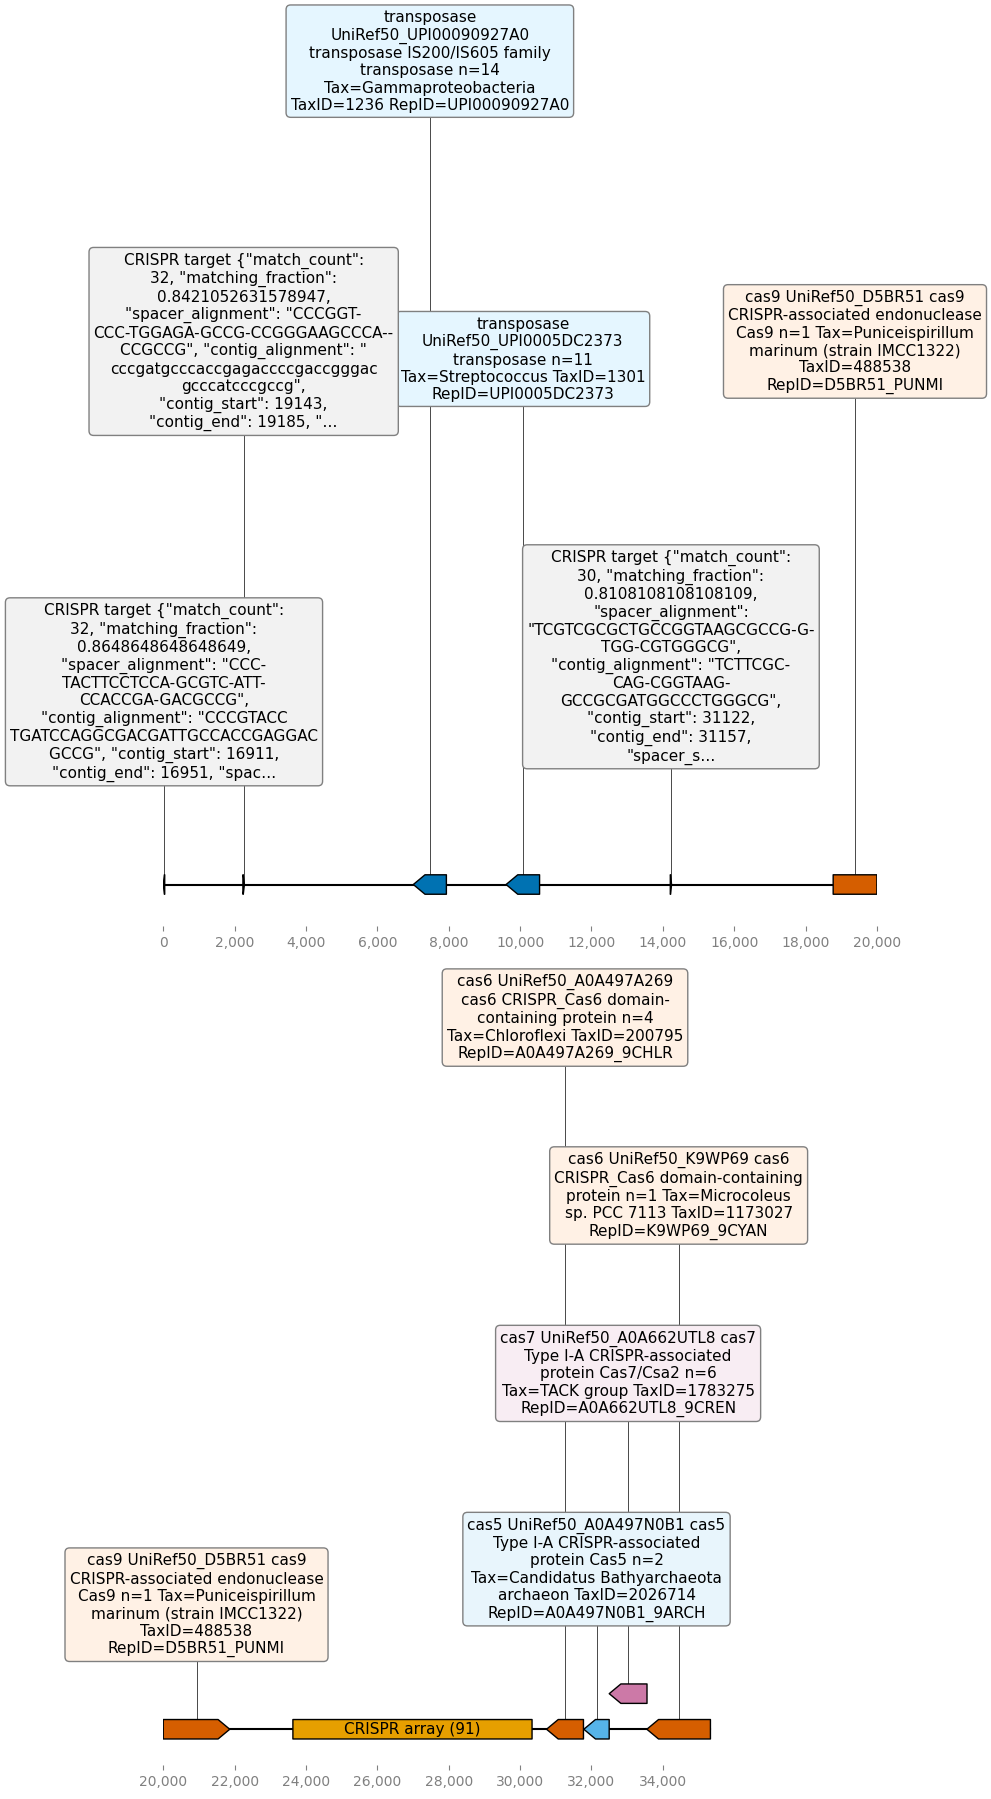 transposase
UniRef50_UPI00090927A0
transposase IS200/IS605 family
transposase n=14
Tax=Gammaproteobacteria
TaxID=1236 RepID=UPI00090927A0
CRISPR target {"match_count":
32, "matching_fraction":
0.8421052631578947,
"spacer_alignment": "CCCGGT-
CCC-TGGAGA-GCCG-CCGGGAAGCCCA--
CCGCCG", "contig_alignment": "
cccgatgcccaccgagaccccgaccgggac
gcccatcccgccg",
"contig_start": 19143,
"contig_end": 19185, "...
transposase
UniRef50_UPI0005DC2373
transposase n=11
Tax=Streptococcus TaxID=1301
RepID=UPI0005DC2373
cas9 UniRef50_D5BR51 cas9
CRISPR-associated endonuclease
Cas9 n=1 Tax=Puniceispirillum
marinum (strain IMCC1322)
TaxID=488538
RepID=D5BR51_PUNMI
CRISPR target {"match_count":
32, "matching_fraction":
0.8648648648648649,
"spacer_alignment": "CCC-
TACTTCCTCCA-GCGTC-ATT-
CCACCGA-GACGCCG",
"contig_alignment": "CCCGTACC
TGATCCAGGCGACGATTGCCACCGAGGAC
GCCG", "contig_start": 16911,
"contig_end": 16951, "spac...
CRISPR target {"match_count":
30, "matching_fraction":
0.8108108108108109,
"spacer_alignment":
"TCGTCGCGCTGCCGGTAAGCGCCG-G-
TGG-CGTGGGCG",
"contig_alignment": "TCTTCGC-
CAG-CGGTAAG-
GCCGCGATGGCCCTGGGCG",
"contig_start": 31122,
"contig_end": 31157,
"spacer_s...
0 2,000 4,000 6,000 8,000 10,000 12,000 14,000 16,000 18,000 20,000
cas6 UniRef50_A0A497A269
cas6 CRISPR_Cas6 domain-
containing protein n=4
Tax=Chloroflexi TaxID=200795
RepID=A0A497A269_9CHLR
cas6 UniRef50_K9WP69 cas6
CRISPR_Cas6 domain-containing
protein n=1 Tax=Microcoleus
sp. PCC 7113 TaxID=1173027
RepID=K9WP69_9CYAN
cas7 UniRef50_A0A662UTL8 cas7
Type I-A CRISPR-associated
protein Cas7/Csa2 n=6
Tax=TACK group TaxID=1783275
RepID=A0A662UTL8_9CREN
cas5 UniRef50_A0A497N0B1 cas5
Type I-A CRISPR-associated
protein Cas5 n=2
Tax=Candidatus Bathyarchaeota
archaeon TaxID=2026714
RepID=A0A497N0B1_9ARCH
cas9 UniRef50_D5BR51 cas9
CRISPR-associated endonuclease
Cas9 n=1 Tax=Puniceispirillum
marinum (strain IMCC1322)
TaxID=488538
RepID=D5BR51_PUNMI
CRISPR array (91)
20,000 22,000 24,000 26,000 28,000 30,000 32,000 34,000